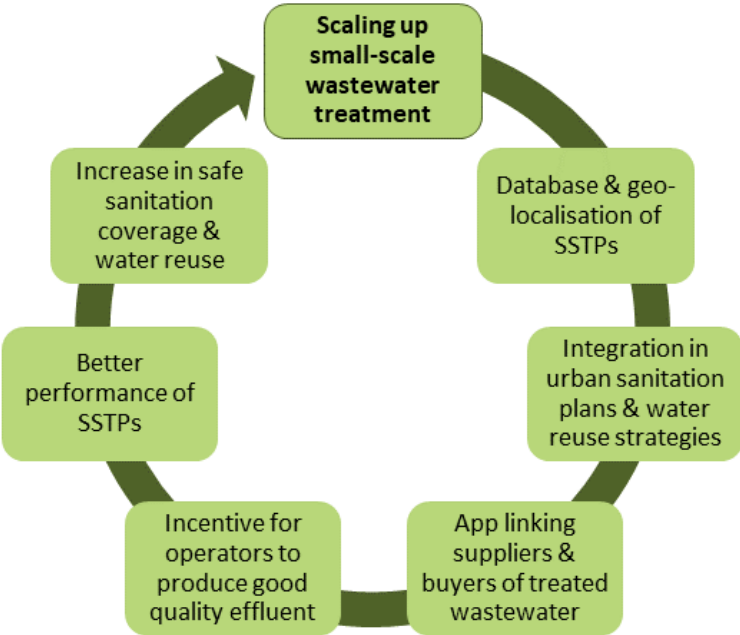 Scaling up
small-scale
wastewater
treatment
Database & geo-
localisation of
SSTPs
Integration in
urban sanitation
plans & water
reuse strategies
App linking
suppliers &
buyers of treated
wastewater
Incentive for
operators to
produce good
quality effluent
Better
performance of
SSTPs
Increase in safe
sanitation
coverage &
water reuse